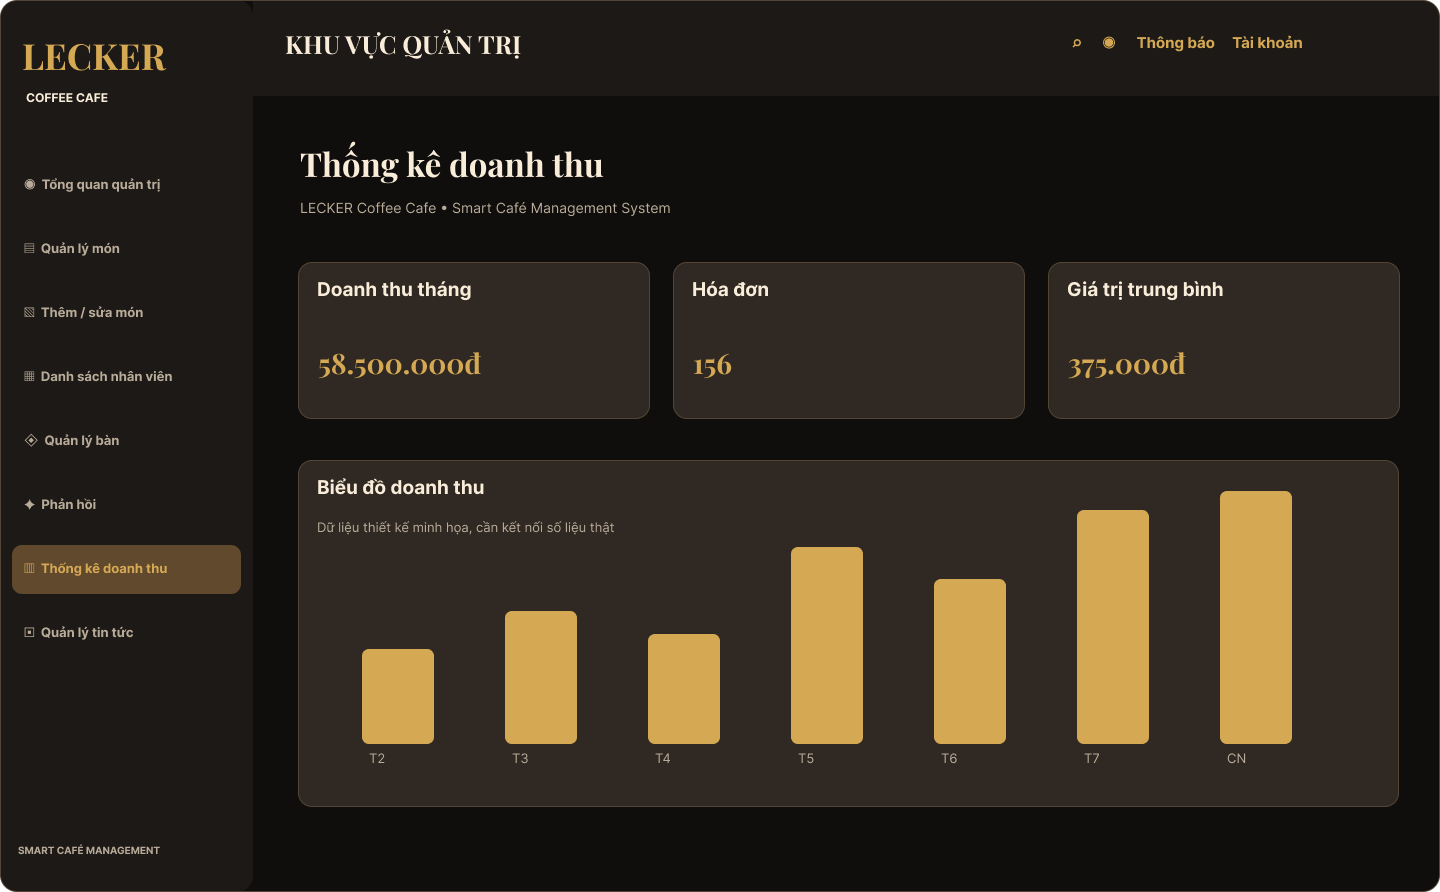 LECKER
COFFEE CAFE
Tổng quan quản trị
Quản lý món
Thêm / sửa món
Danh sách nhân viên
Quản lý bàn
Phản hồi
Thống kê doanh thu
Quản lý tin tức
SMART CAFÉ MANAGEMENT
KHU VỰC QUẢN TRỊ
Thông báo Tài khoản
Thống kê doanh thu
LECKER Coffee Cafe • Smart Café Management System
Doanh thu tháng
58.500.000đ
Hóa đơn
156
Giá trị trung bình
375.000đ
Biểu đồ doanh thu
Dữ liệu thiết kế minh họa, cần kết nối số liệu thật
T2 T3 T4 T5 T6 T7 CN